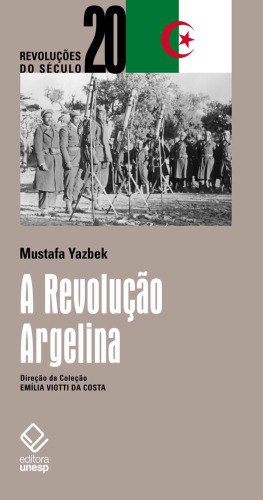 REVOLUÇÕES
DO SÉCULO 20
Mustafa Yazbek
A Revolução
Argelina
Direção da Coleção
EMÍLIA VIOTTI DA COSTA
editora
unesp